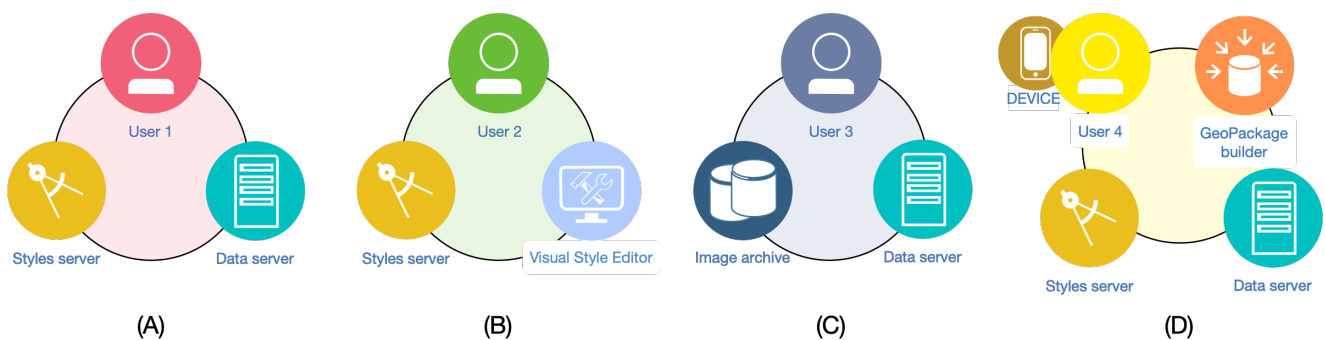 User 1
Styles server
Data server
(A)
User 2
Styles server
Visual Style Editor
(B)
User 3
Image archive
Data server
(C)
DEVICE
User 4
GeoPackage
builder
Styles server
Data server
(D)